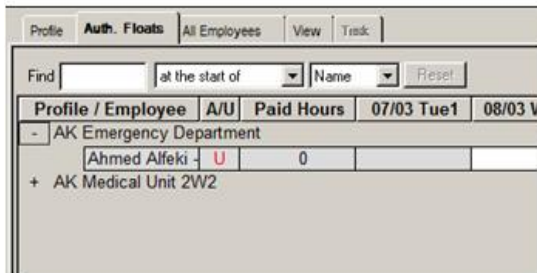 Profile Auth. Floats All Employees View Track
Find at the start of Name Reset
Profile / Employee A/U Paid Hours 07/03 Tue1 08/03 W
- AK Emergency Department
Ahmed Alfeki - U 0
+ AK Medical Unit 2W2